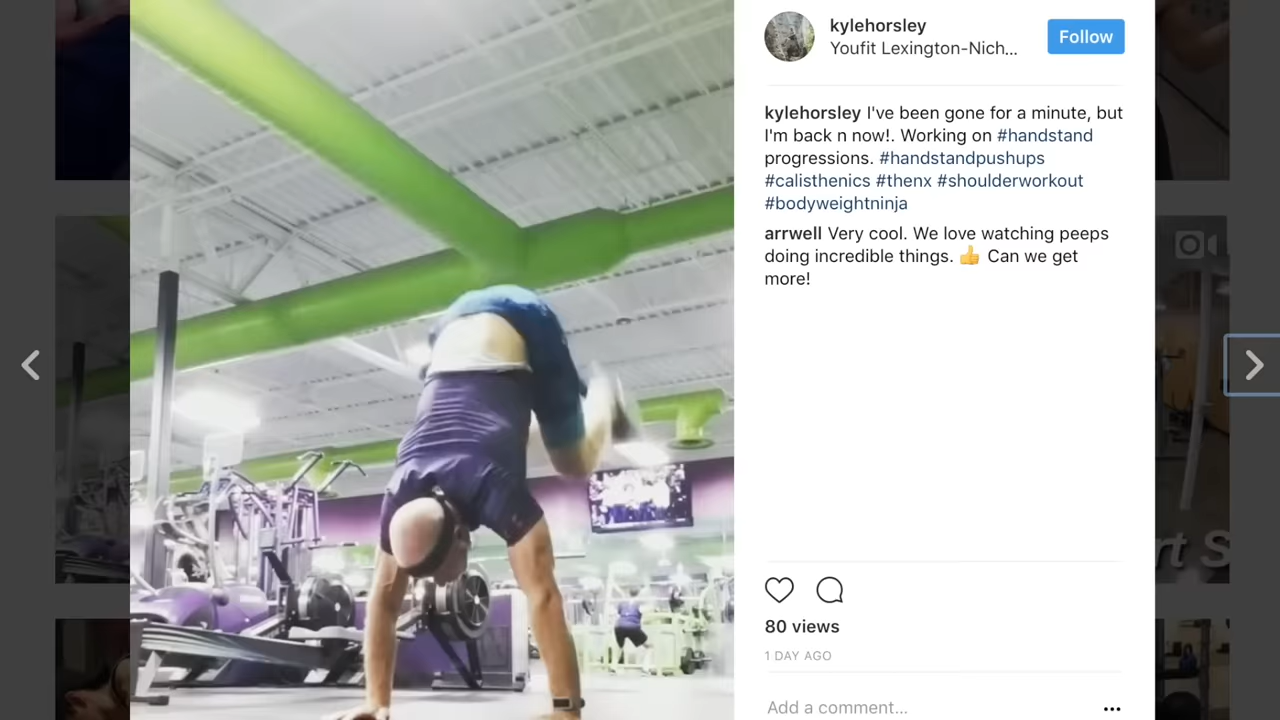 kylehorsley
Youfit Lexington-Nich...
Follow
kylehorsley I've been gone for a minute, but
I'm back n now!. Working on #handstand
progressions. #handstandpushups
#calisthenics #thenx #shoulderworkout
#bodyweightninja
arrwell Very cool. We love watching peeps
doing incredible things. 👍 Can we get
more!
80 views
1 DAY AGO
Add a comment...
rt S